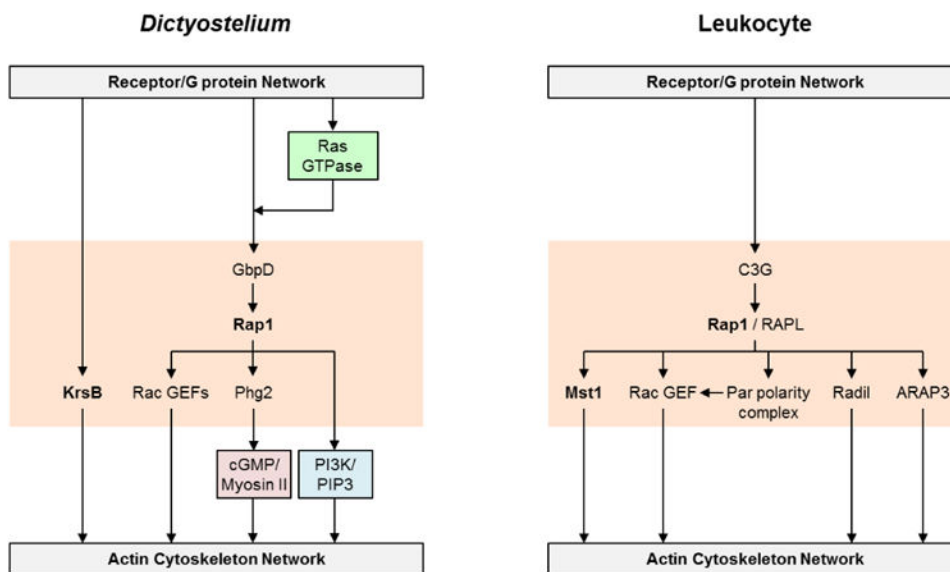 Dictyostelium
Leukocyte
Receptor/G protein Network
Receptor/G protein Network
Ras
GTPase
GbpD
C3G
Rap1
Rap1 / RAPL
KrsB
Rac GEFs
Phg2
Mst1
Rac GEF
Par polarity
complex
Radil
ARAP3
cGMP/
Myosin II
PI3K/
PIP3
Actin Cytoskeleton Network
Actin Cytoskeleton Network